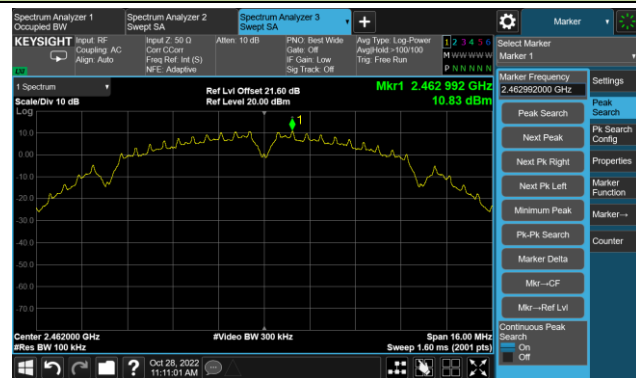 Spectrum Analyzer 1
Occupied BW
Spectrum Analyzer 2
Swept SA
Spectrum Analyzer 3
Swept SA
Marker
KEYSIGHT
Input: RF
Coupling: AC
Align: Auto
Input Z: 50 Ω
Corr CCorr
Freq Ref: Int (S)
NFE: Adaptive
Atten: 10 dB
PNO: Best Wide
Gate: Off
IF Gain: Low
Sig Track: Off
Avg Type: Log-Power
Avg|Hold:>100/100
Trig: Free Run
1 2 3 4 5 6
M W W W W W
P N N N N N
Select Marker
Marker 1
1 Spectrum
Scale/Div 10 dB
Log
Ref Lvl Offset 21.60 dB
Ref Level 20.00 dBm
Mkr1 2.462 992 GHz
10.83 dBm
1
10.0
0.00
-10.0
-20.0
-30.0
-40.0
-50.0
-60.0
-70.0
Center 2.462000 GHz
#Res BW 100 kHz
#Video BW 300 kHz
Span 16.00 MHz
Sweep 1.60 ms (2001 pts)
Marker Frequency
2.462992000 GHz
Peak Search
Next Peak
Next Pk Right
Next Pk Left
Minimum Peak
Pk-Pk Search
Marker Delta
Mkr→CF
Mkr→Ref Lvl
Continuous Peak
Search
On
Off
Settings
Peak
Search
Pk Search
Config
Properties
Marker
Function
Marker→
Counter
Oct 28, 2022
11:11:01 AM